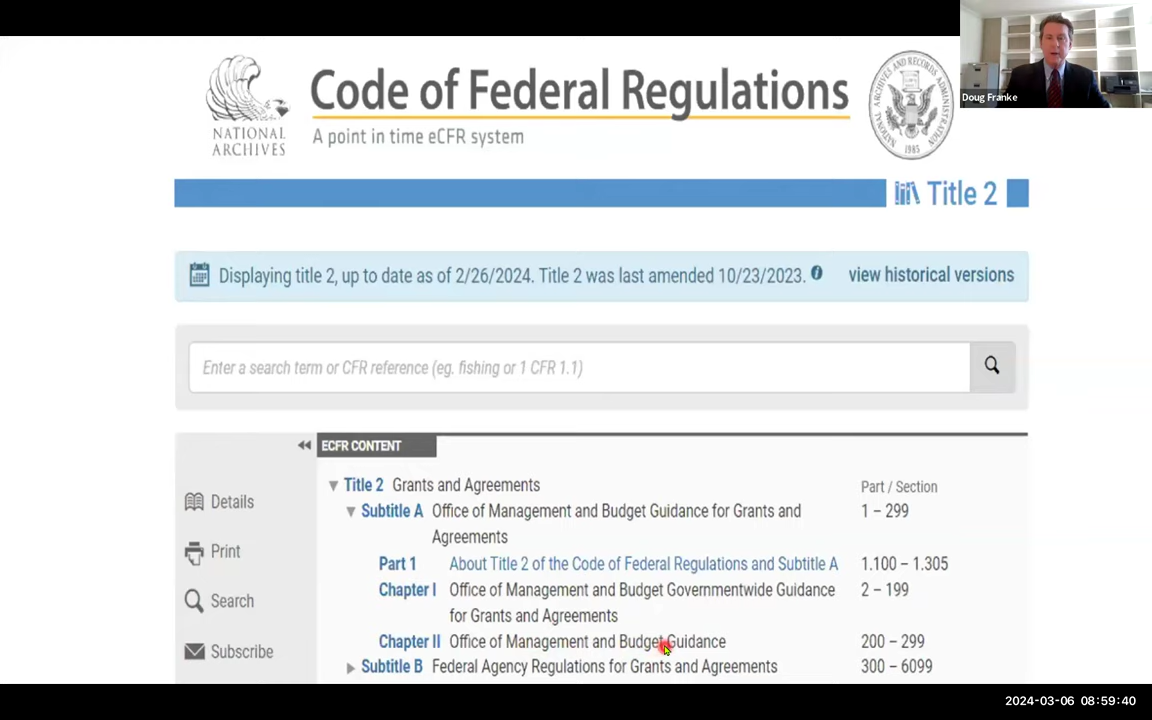 Doug Franke
NATIONAL
ARCHIVES
Code of Federal Regulations
A point in time eCFR system
NATIONAL ARCHIVES AND RECORDS ADMINISTRATION
1985
Title 2
Displaying title 2, up to date as of 2/26/2024. Title 2 was last amended 10/23/2023.
view historical versions
Enter a search term or CFR reference (eg. fishing or 1 CFR 1.1)
ECFR CONTENT
Details
Print
Search
Subscribe
Title 2 Grants and Agreements Part / Section
Subtitle A Office of Management and Budget Guidance for Grants and 1 – 299
Agreements
Part 1 About Title 2 of the Code of Federal Regulations and Subtitle A 1.100 – 1.305
Chapter I Office of Management and Budget Governmentwide Guidance 2 – 199
for Grants and Agreements
Chapter II Office of Management and Budget Guidance 200 – 299
Subtitle B Federal Agency Regulations for Grants and Agreements 300 – 6099
2024-03-06 08:59:40